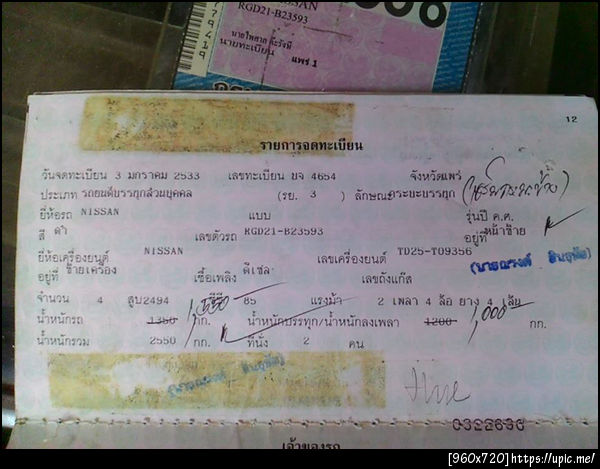 NISSAN
RGD21-B23593
นายทะเบียน แพร่ 1
779419
12
รายการจดทะเบียน
วันจดทะเบียน 3 มกราคม 2533 เลขทะเบียน บจ 4654 จังหวัดแพร่
ประเภท รถยนต์บรรทุกส่วนบุคคล (รย. 3 ) ลักษณะ กระบะบรรทุก
ยี่ห้อรถ NISSAN แบบ รุ่นปี ค.ศ.
สี ดำ เลขตัวรถ RGD21-B23593 อยู่ที่ หน้าซ้าย
ยี่ห้อเครื่องยนต์ NISSAN เลขเครื่องยนต์ TD25-T09356
อยู่ที่ ซ้ายเครื่อง เชื้อเพลิง ดีเซล เลขถังแก๊ส
จำนวน 4 สูบ 2494 ซีซี 85 แรงม้า 2 เพลา 4 ล้อ ยาง 4 เส้น
น้ำหนักรถ 1350 1,550 กก. น้ำหนักบรรทุก/น้ำหนักลงเพลา 1200 1,000 กก.
น้ำหนักรวม 2550 กก. ที่นั่ง 2 คน
0322636
เจ้าของรถ
[960x720]https://upic.me/